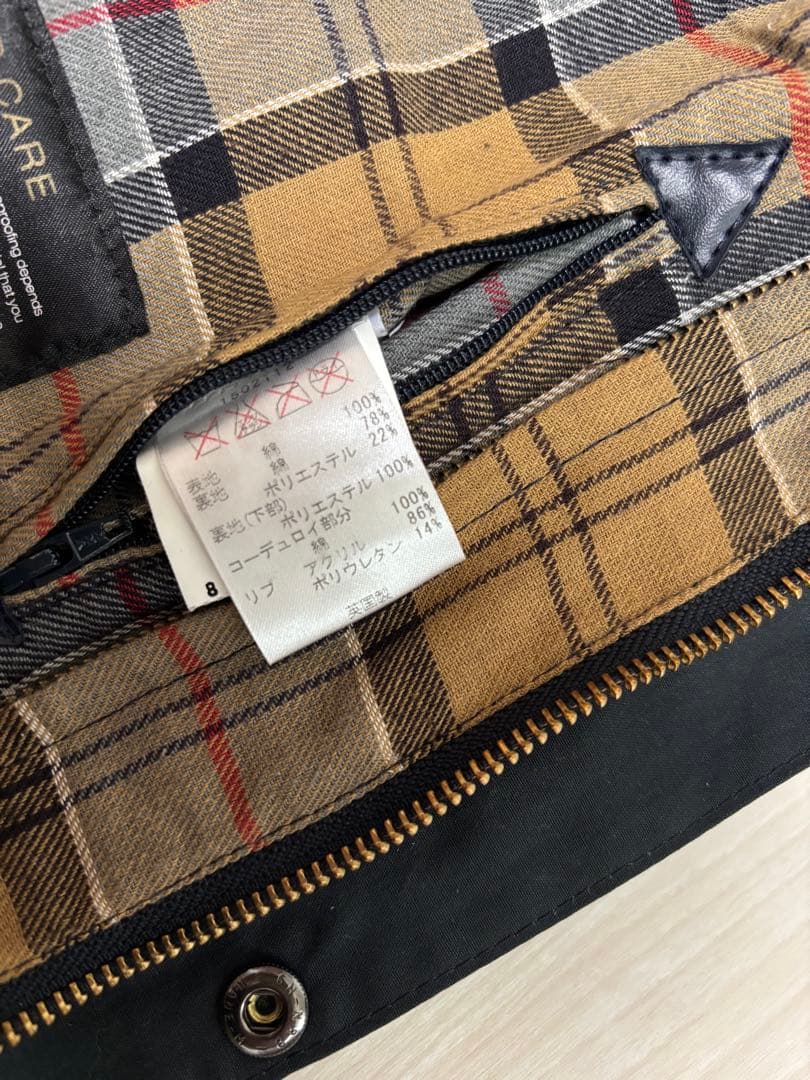 CARE
proofing depends
that you
表地 綿 100%
裏地 綿 78%
ポリエステル 22%
裏地(下部) ポリエステル 100%
コーデュロイ部分
綿 100%
リブ アクリル 86%
ポリウレタン 14%
英国製
8